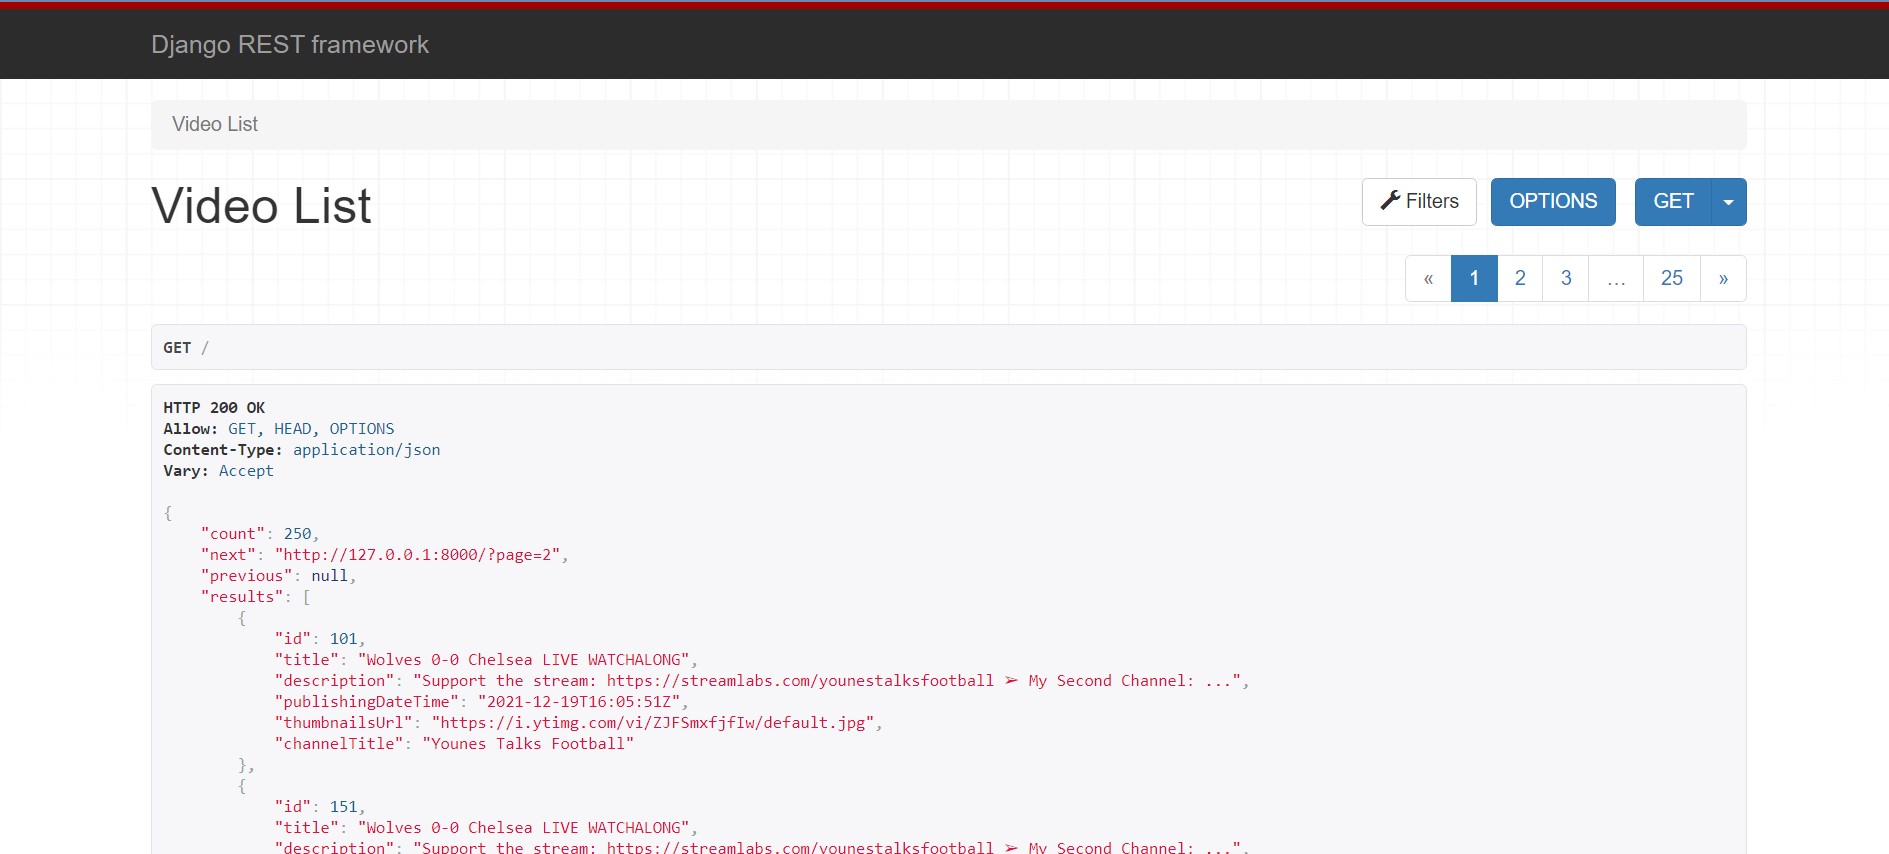 Django REST framework
Video List
Video List
Filters
OPTIONS
GET
« 1 2 3 … 25 »
GET /
HTTP 200 OK
Allow: GET, HEAD, OPTIONS
Content-Type: application/json
Vary: Accept
{
    "count": 250,
    "next": "http://127.0.0.1:8000/?page=2",
    "previous": null,
    "results": [
        {
            "id": 101,
            "title": "Wolves 0-0 Chelsea LIVE WATCHALONG",
            "description": "Support the stream: https://streamlabs.com/younestalksfootball ➢ My Second Channel: ...",
            "publishingDateTime": "2021-12-19T16:05:51Z",
            "thumbnailsUrl": "https://i.ytimg.com/vi/ZJFSmxfjfIw/default.jpg",
            "channelTitle": "Younes Talks Football"
        },
        {
            "id": 151,
            "title": "Wolves 0-0 Chelsea LIVE WATCHALONG",
            "description": "Support the stream: https://streamlabs.com/younestalksfootball ➢ My Second Channel: ...",